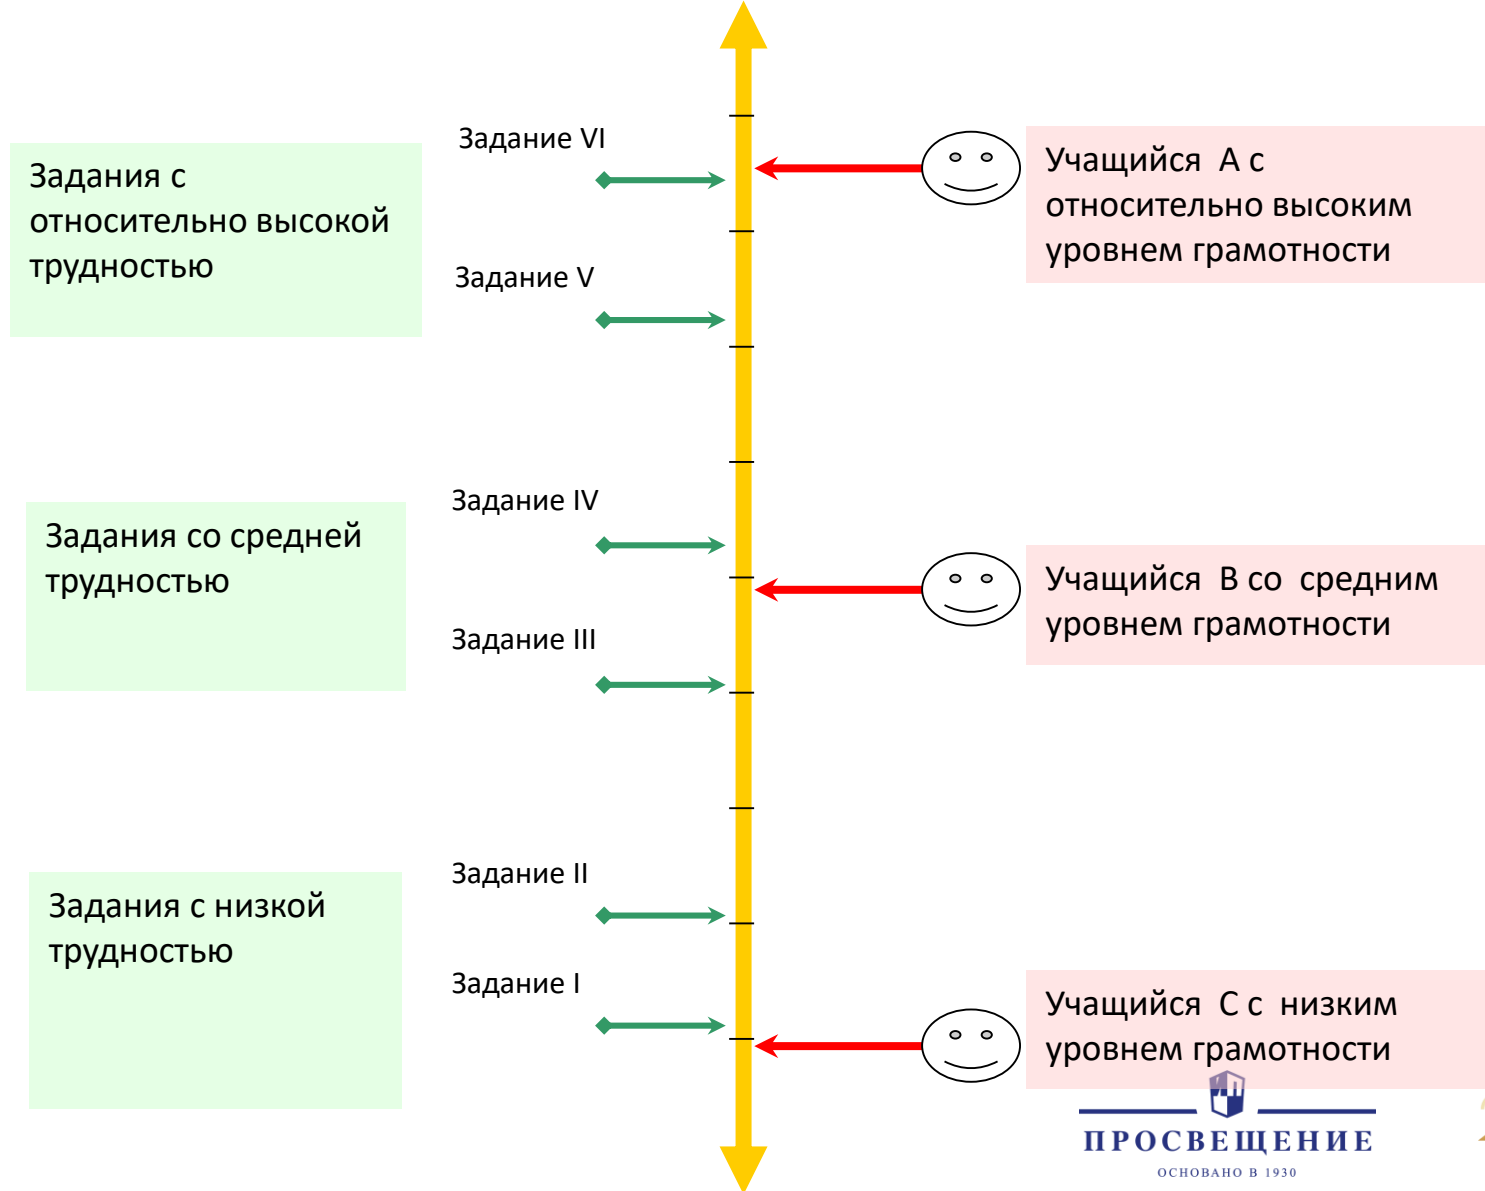 Задание VI
Задания с
относительно высокой
трудностью
Учащийся А с
относительно высоким
уровнем грамотности
Задание V
Задание IV
Задания со средней
трудностью
Учащийся В со средним
уровнем грамотности
Задание III
Задание II
Задания с низкой
трудностью
Задание I
Учащийся С с низким
уровнем грамотности
ПРОСВЕЩЕНИЕ
ОСНОВАНО В 1930